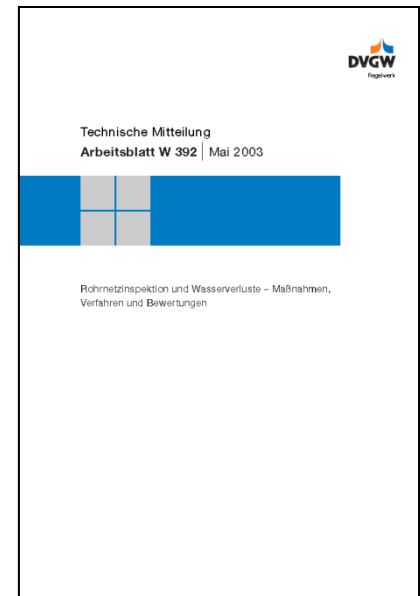 DVGW
Regelwerk
Technische Mitteilung
Arbeitsblatt W 392 | Mai 2003
Rohrnetzinspektion und Wasserverluste – Maßnahmen,
Verfahren und Bewertungen